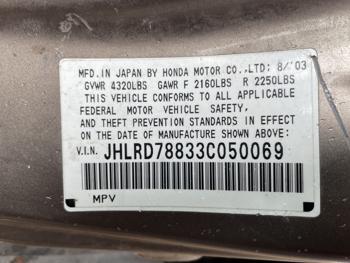 MFD.IN JAPAN BY HONDA MOTOR CO.,LTD: 8/'03
GVWR 4320LBS GAWR F 2160LBS R 2250LBS
THIS VEHICLE CONFORMS TO ALL APPLICABLE
FEDERAL MOTOR VEHICLE SAFETY,
AND THEFT PREVENTION STANDARDS
IN EFFECT ON THE DATE OF
MANUFACTURE SHOWN ABOVE.
V.I.N. JHLRD78833C050069
MPV